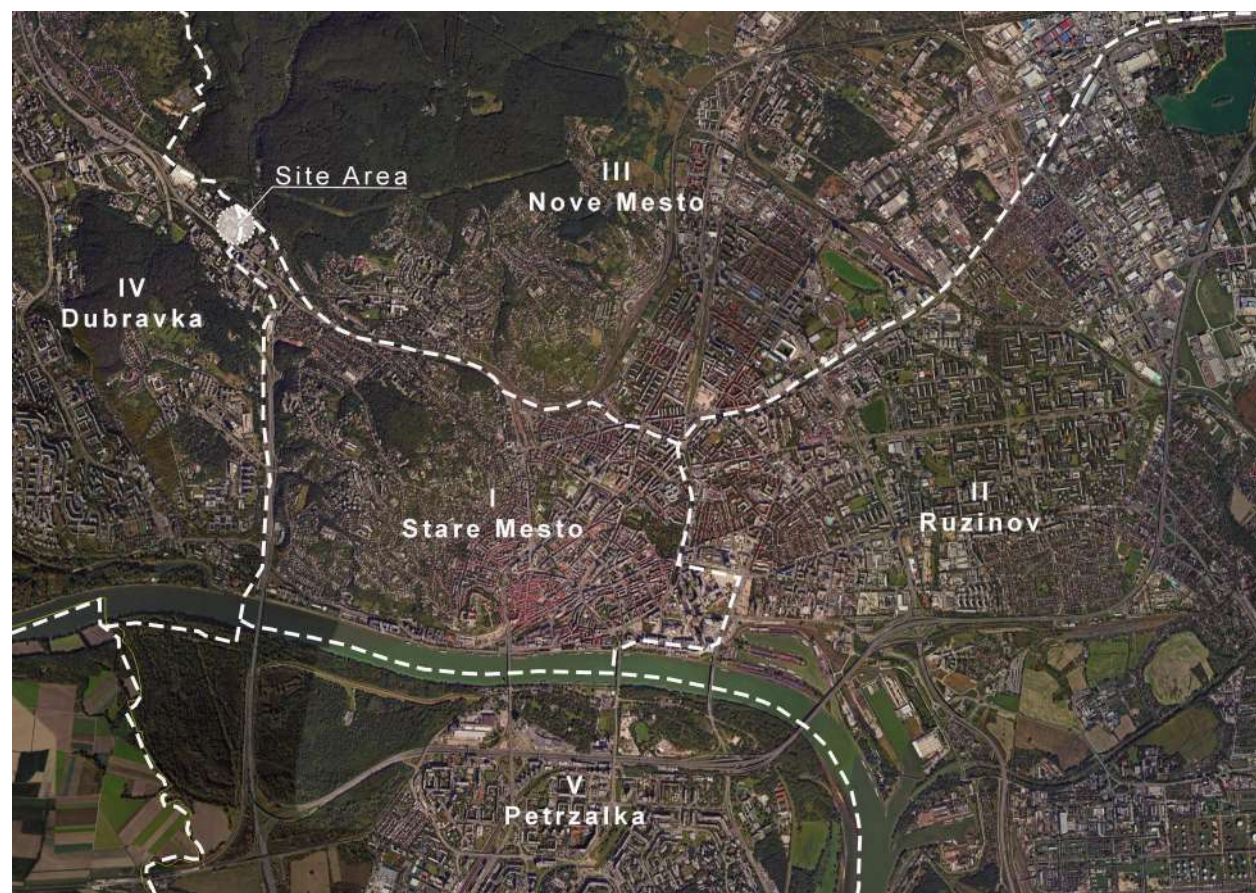 Site Area
III
Nove Mesto
IV
Dubravka
I
Stare Mesto
II
Ruzinov
V
Petrzalka